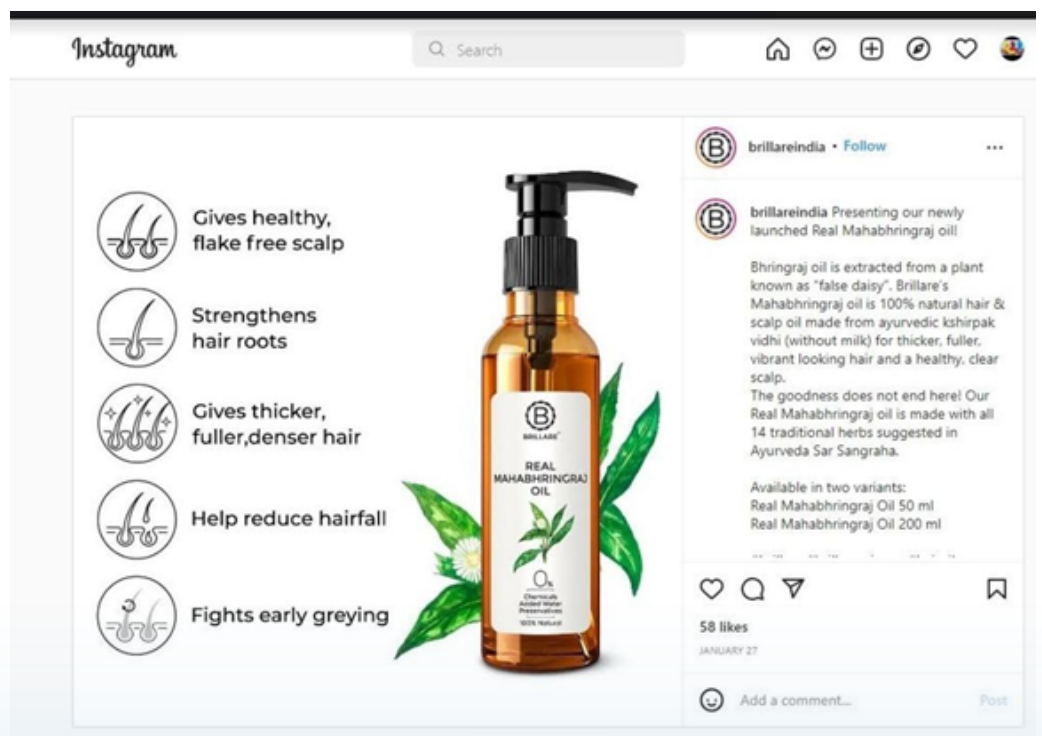 Instagram
Search
Gives healthy,
flake free scalp
Strengthens
hair roots
Gives thicker,
fuller,denser hair
Help reduce hairfall
Fights early greying
B
BRILLARE
REAL
MAHABHRINGRAJ
OIL
0%
Chemicals
Added Water
Preservatives
100% Natural
B
brillareindia • Follow
B
brillareindia Presenting our newly
launched Real Mahabhringraj oil!
Bhringraj oil is extracted from a plant
known as "false daisy". Brillare's
Mahabhringraj oil is 100% natural hair &
scalp oil made from ayurvedic kshirpak
vidhi (without milk) for thicker, fuller,
vibrant looking hair and a healthy, clear
scalp.
The goodness does not end here! Our
Real Mahabhringraj oil is made with all
14 traditional herbs suggested in
Ayurveda Sar Sangraha.
Available in two variants:
Real Mahabhringraj Oil 50 ml
Real Mahabhringraj Oil 200 ml
58 likes
JANUARY 27
Add a comment...
Post